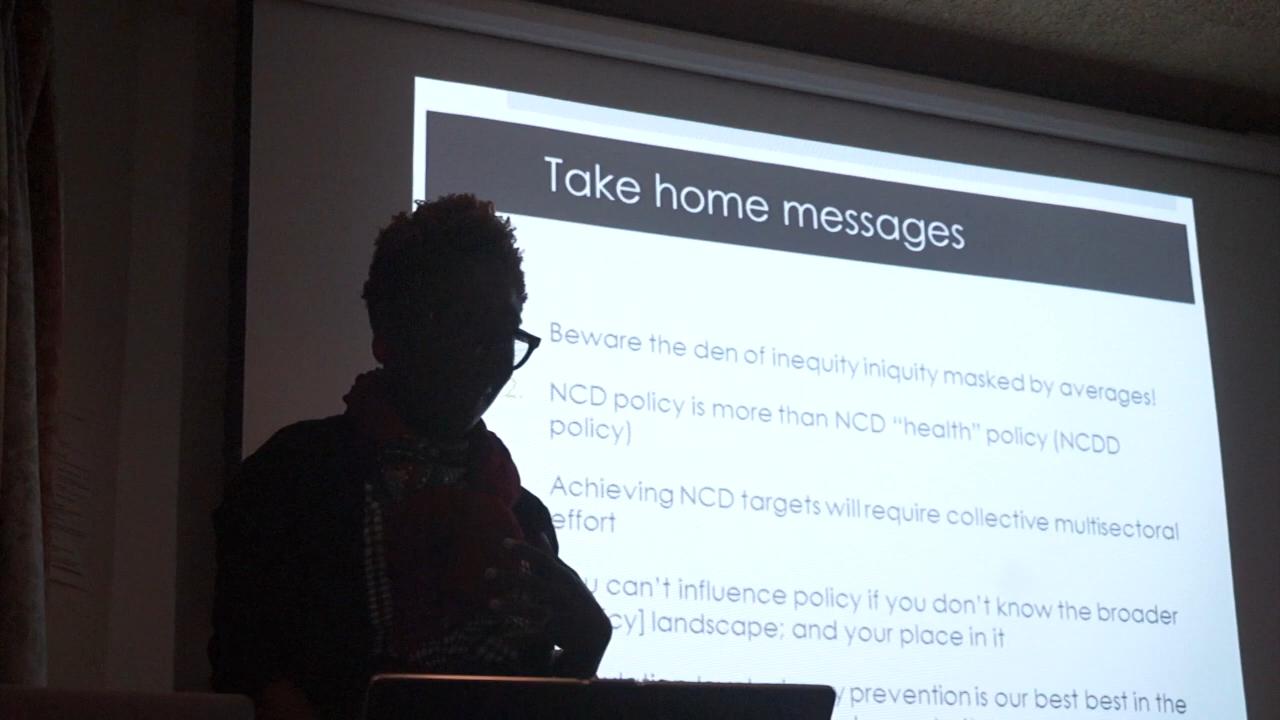 Take home messages
Beware the den of inequity iniquity masked by averages!
2.
NCD policy is more than NCD “health” policy (NCDD
policy)
Achieving NCD targets will require collective multisectoral
effort
can’t influence policy if you don’t know the broader
landscape; and your place in it
prevention is our best best in the